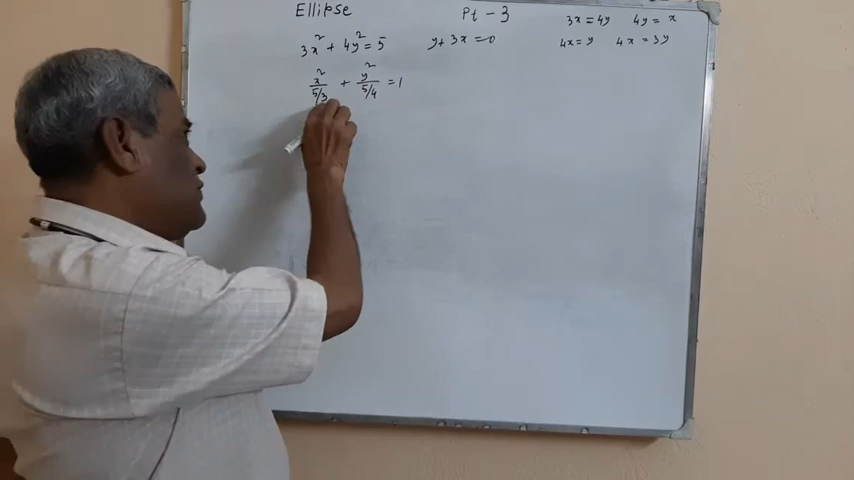 Ellipse Pt - 3
3x² + 4y² = 5 y + 3x = 0
x²/5/3 + y²/5/4 = 1
3x = 4y 4y = x
4x = y 4x = 3y